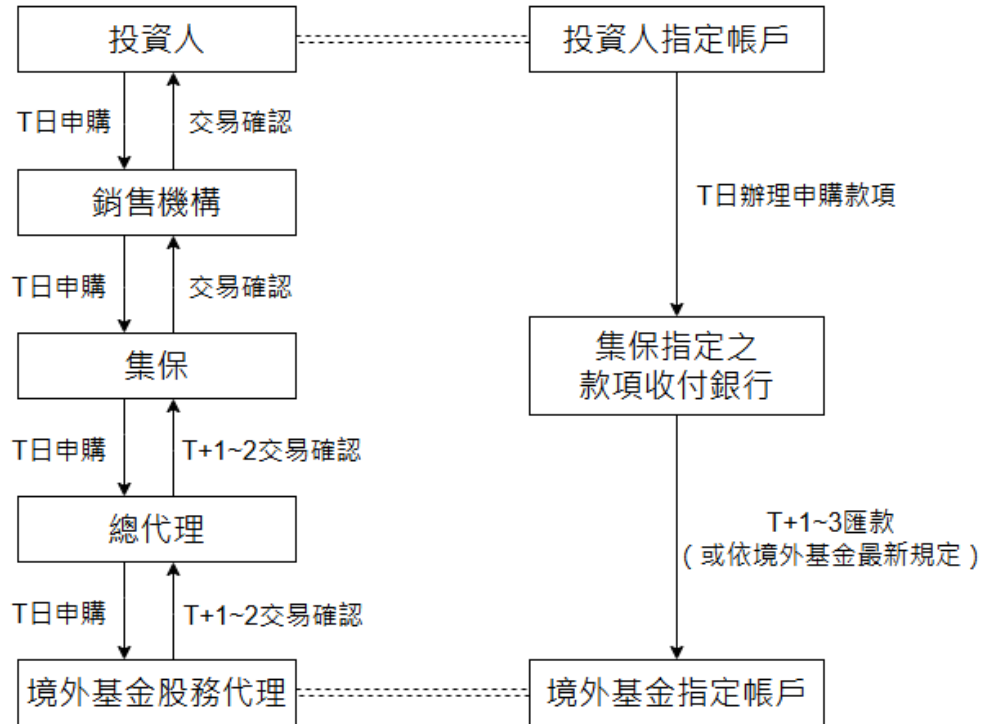 投資人
投資人指定帳戶
T日申購
交易確認
銷售機構
T日辦理申購款項
T日申購
交易確認
集保
集保指定之
款項收付銀行
T日申購
T+1~2交易確認
總代理
T+1~3匯款
(或依境外基金最新規定)
T日申購
T+1~2交易確認
境外基金股務代理
境外基金指定帳戶